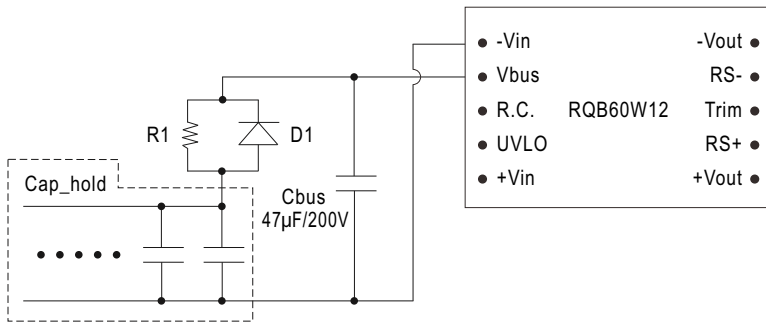 -Vin
-Vout
Vbus
RS-
R.C.
RQB60W12
Trim
UVLO
RS+
+Vin
+Vout
R1
D1
Cap_hold
Cbus
47µF/200V